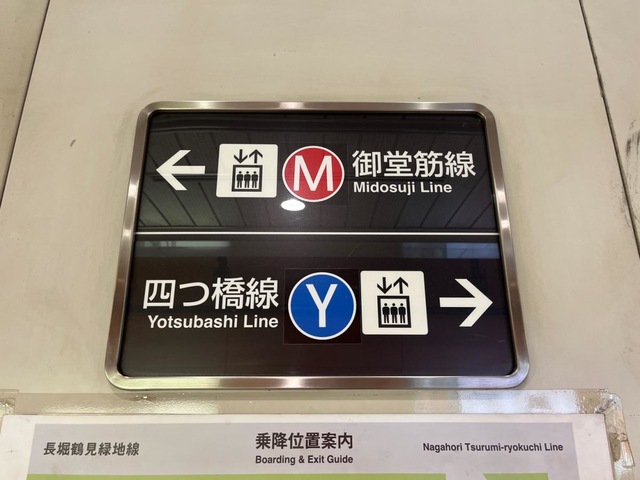 M 御堂筋線
Midosuji Line
四つ橋線 Y
Yotsubashi Line
長堀鶴見緑地線 乗降位置案内 Nagahori Tsurumi-ryokuchi Line
Boarding & Exit Guide